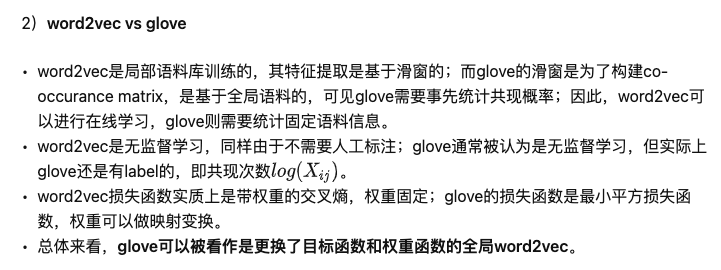 2）word2vec vs glove
• word2vec是局部语料库训练的，其特征提取是基于滑窗的；而glove的滑窗是为了构建co-
occurance matrix，是基于全局语料的，可见glove需要事先统计共现概率；因此，word2vec可
以进行在线学习，glove则需要统计固定语料信息。
• word2vec是无监督学习，同样由于不需要人工标注；glove通常被认为是无监督学习，但实际上
glove还是有label的，即共现次数log(X_{ij})。
• word2vec损失函数实质上是带权重的交叉熵，权重固定；glove的损失函数是最小平方损失函
数，权重可以做映射变换。
• 总体来看，glove可以被看作是更换了目标函数和权重函数的全局word2vec。